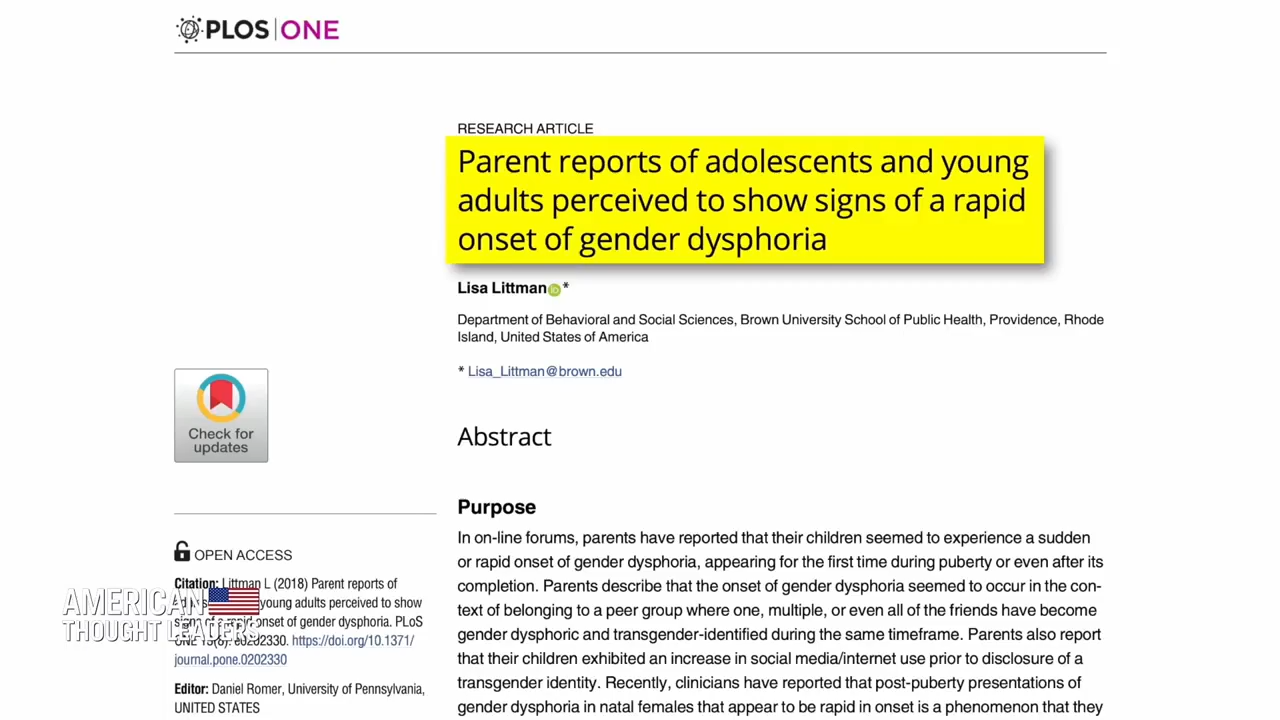 PLOS ONE
RESEARCH ARTICLE
Parent reports of adolescents and young
adults perceived to show signs of a rapid
onset of gender dysphoria
Lisa Littman iD *
Department of Behavioral and Social Sciences, Brown University School of Public Health, Providence, Rhode
Island, United States of America
* Lisa_Littman@brown.edu
Abstract
Purpose
In on-line forums, parents have reported that their children seemed to experience a sudden
or rapid onset of gender dysphoria, appearing for the first time during puberty or even after its
completion. Parents describe that the onset of gender dysphoria seemed to occur in the con-
text of belonging to a peer group where one, multiple, or even all of the friends have become
gender dysphoric and transgender-identified during the same timeframe. Parents also report
that their children exhibited an increase in social media/internet use prior to disclosure of a
transgender identity. Recently, clinicians have reported that post-puberty presentations of
gender dysphoria in natal females that appear to be rapid in onset is a phenomenon that they
Check for
updates
OPEN ACCESS
Citation: Littman L (2018) Parent reports of
young adults perceived to show
onset of gender dysphoria. PLoS
ONE 13(8): e0202330. https://doi.org/10.1371/
journal.pone.0202330
Editor: Daniel Romer, University of Pennsylvania,
UNITED STATES
AMERICAN
THOUGHT LEADERS